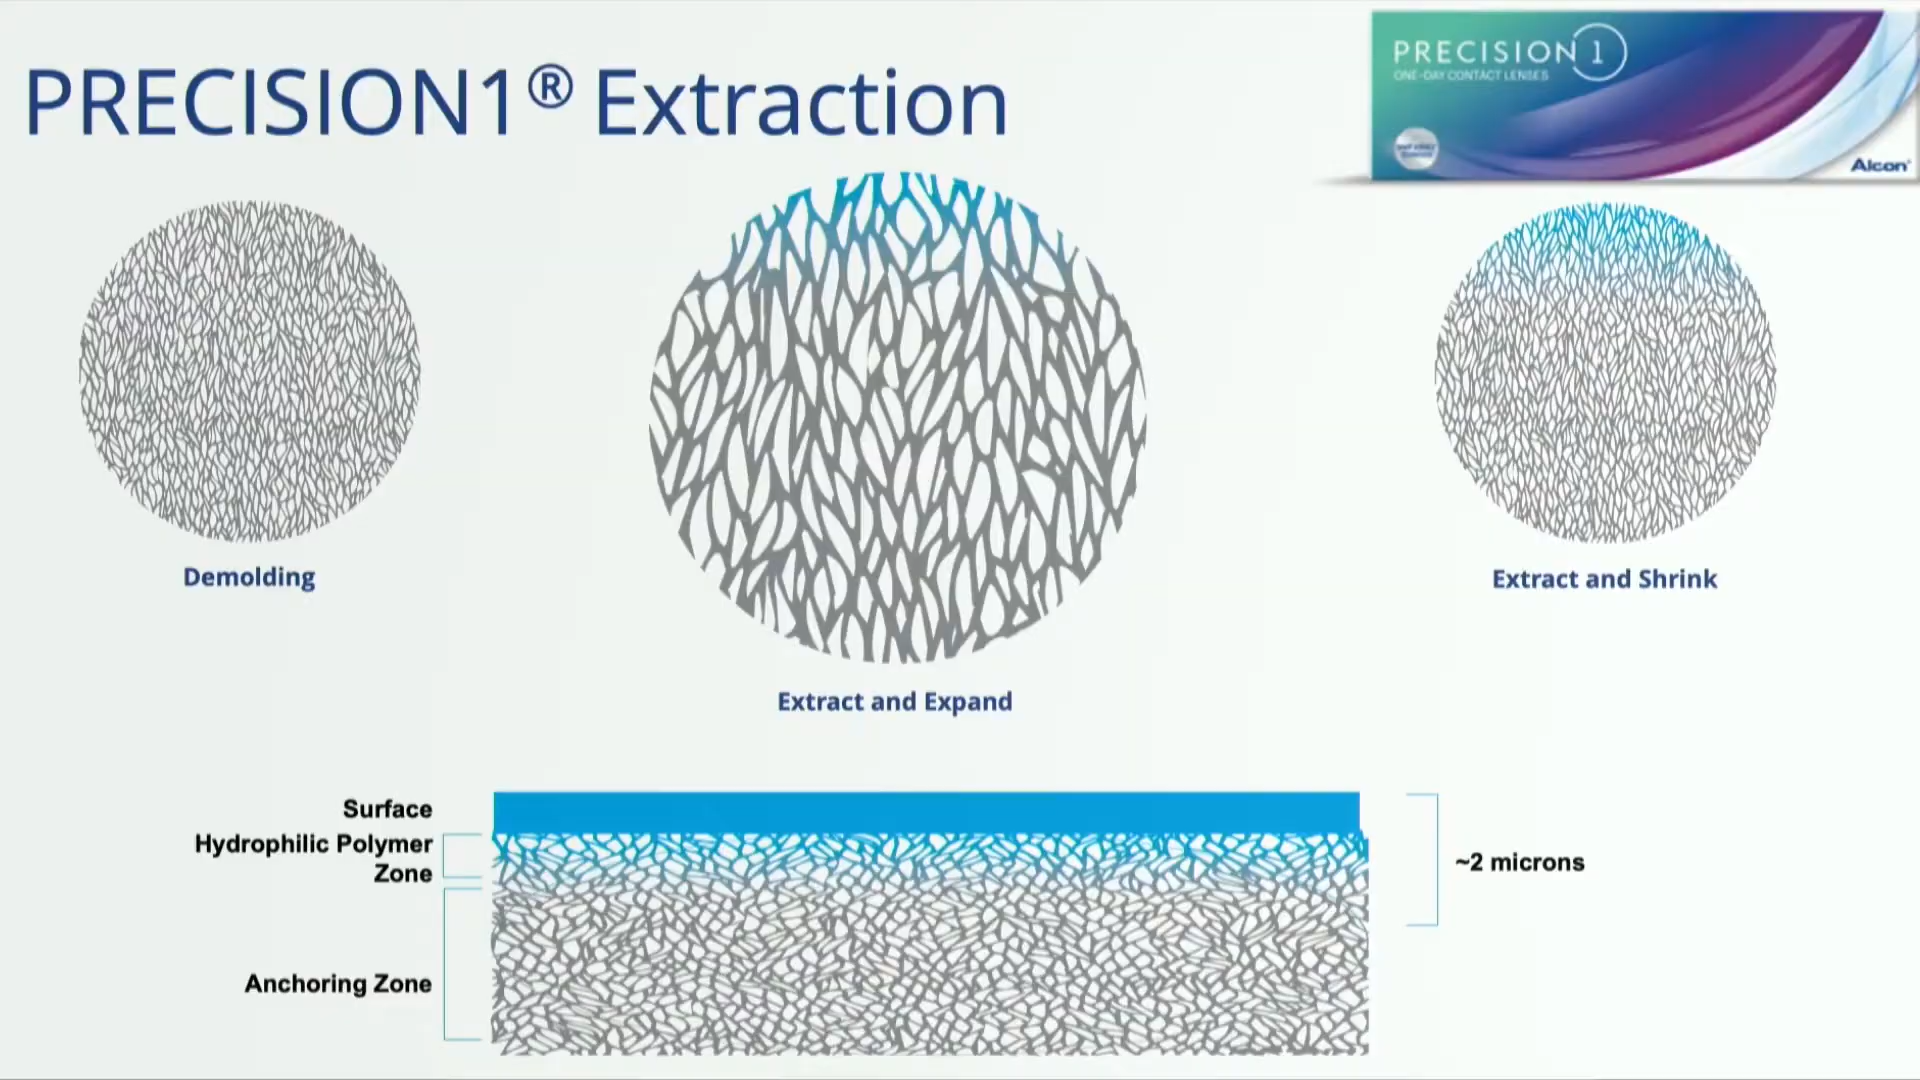 PRECISION1® Extraction
PRECISION 1
ONE-DAY CONTACT LENSES
Alcon
Demolding
Extract and Expand
Extract and Shrink
Surface
Hydrophilic Polymer
Zone
Anchoring Zone
~2 microns